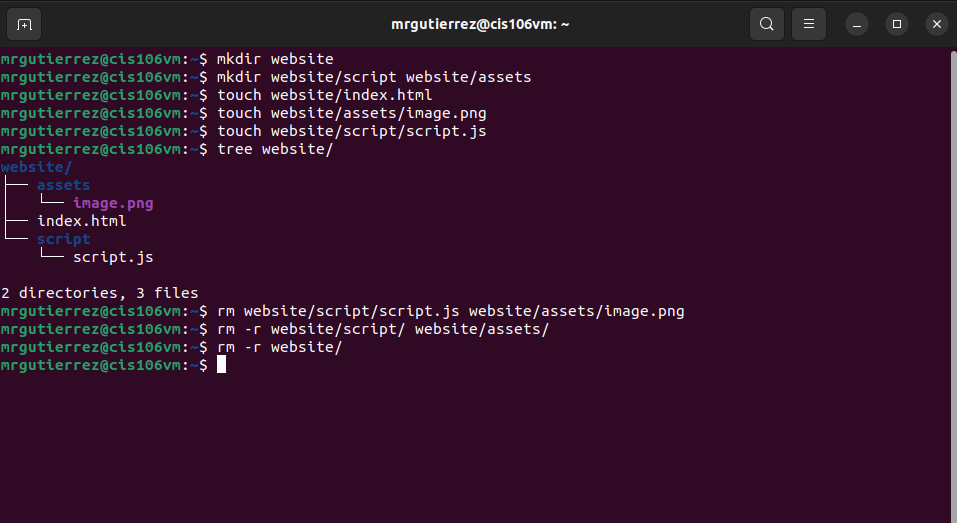 mrgutierrez@cis106vm: ~
mrgutierrez@cis106vm:~$ mkdir website
mrgutierrez@cis106vm:~$ mkdir website/script website/assets
mrgutierrez@cis106vm:~$ touch website/index.html
mrgutierrez@cis106vm:~$ touch website/assets/image.png
mrgutierrez@cis106vm:~$ touch website/script/script.js
mrgutierrez@cis106vm:~$ tree website/
website/
├── assets
│   └── image.png
├── index.html
└── script
    └── script.js
2 directories, 3 files
mrgutierrez@cis106vm:~$ rm website/script/script.js website/assets/image.png
mrgutierrez@cis106vm:~$ rm -r website/script/ website/assets/
mrgutierrez@cis106vm:~$ rm -r website/
mrgutierrez@cis106vm:~$